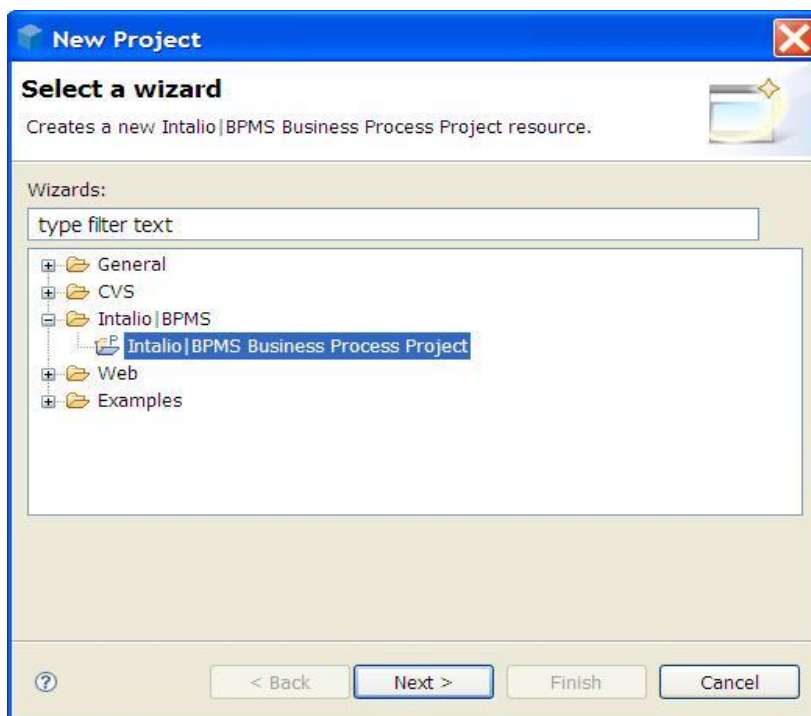 New Project
Select a wizard
Creates a new Intalio|BPMS Business Process Project resource.
Wizards:
type filter text
General
CVS
Intalio|BPMS
Intalio|BPMS Business Process Project
Web
Examples
< Back Next > Finish Cancel